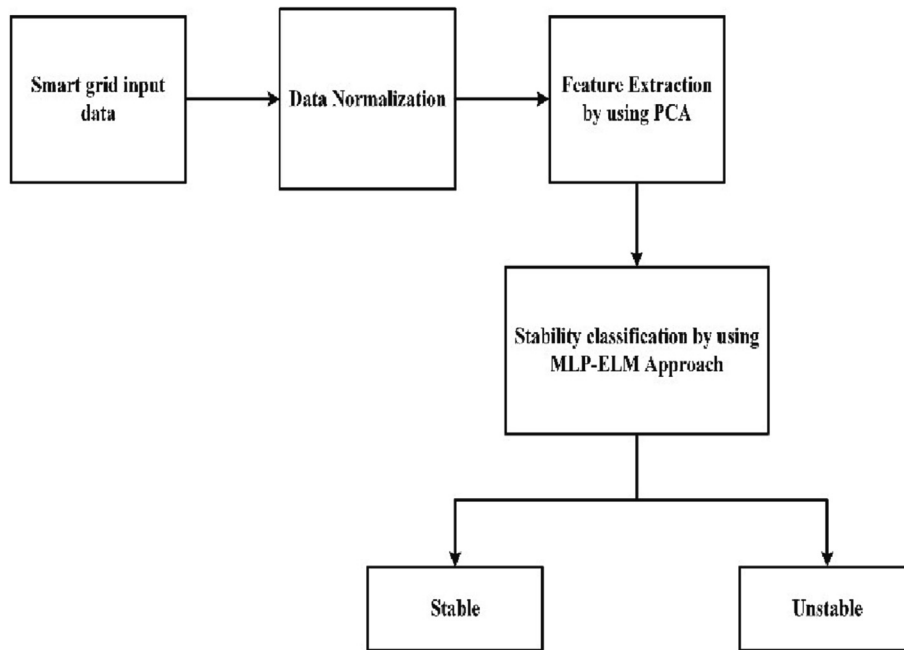 Smart grid input
data
Data Normalization
Feature Extraction
by using PCA
Stability classification by using
MLP-ELM Approach
Stable
Unstable